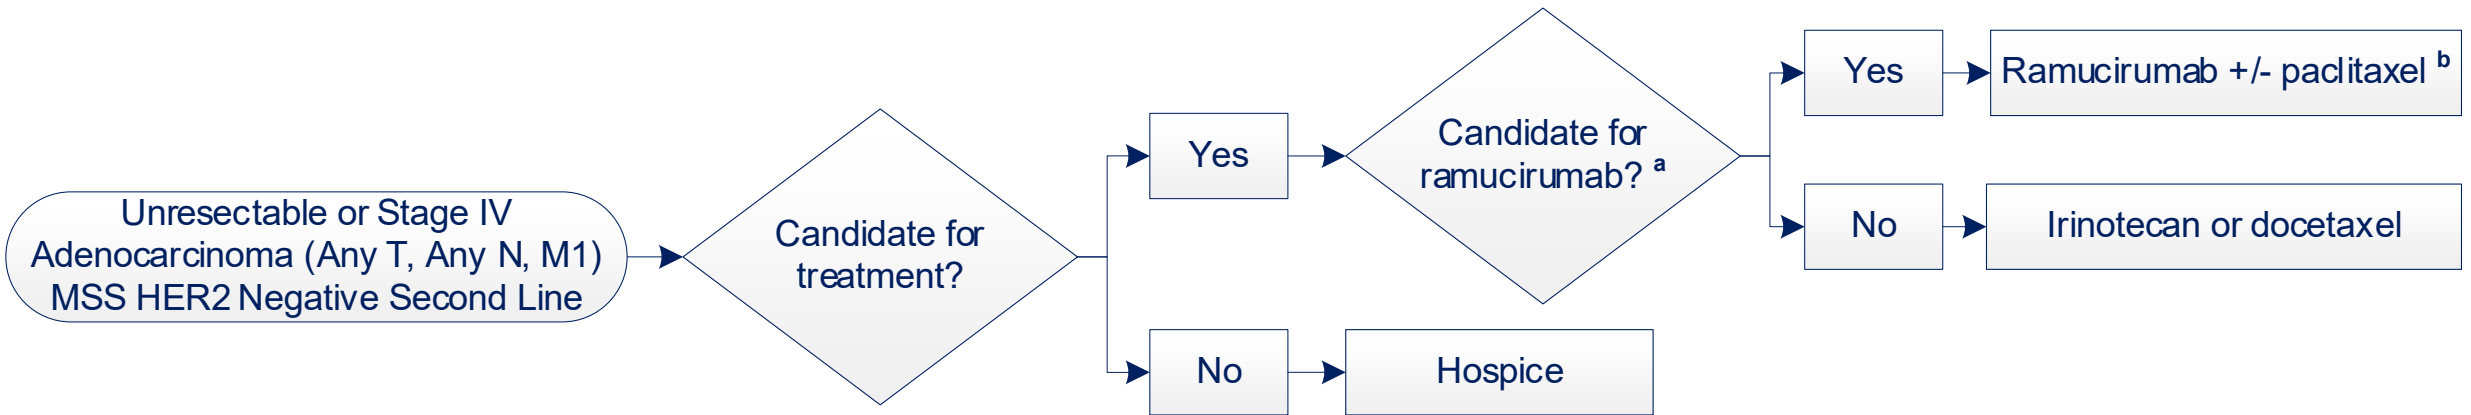 Unresectable or Stage IV
Adenocarcinoma (Any T, Any N, M1)
MSS HER2 Negative Second Line
Candidate for
treatment?
Yes
Candidate for
ramucirumab? a
Yes
Ramucirumab +/- paclitaxel b
No
Irinotecan or docetaxel
No
Hospice